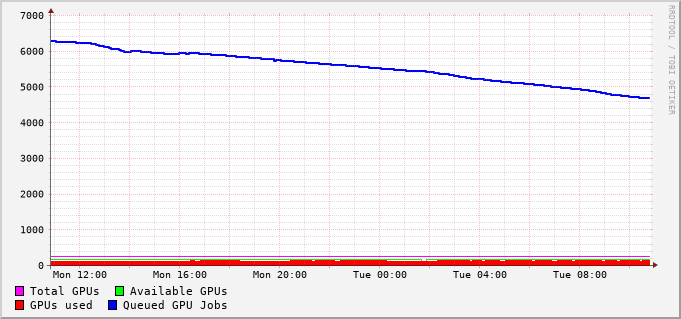 7000
6000
5000
4000
3000
2000
1000
0
Mon 12:00 Mon 16:00 Mon 20:00 Tue 00:00 Tue 04:00 Tue 08:00
Total GPUs Available GPUs
GPUs used Queued GPU Jobs
RRDTOOL / TOBI OETIKER